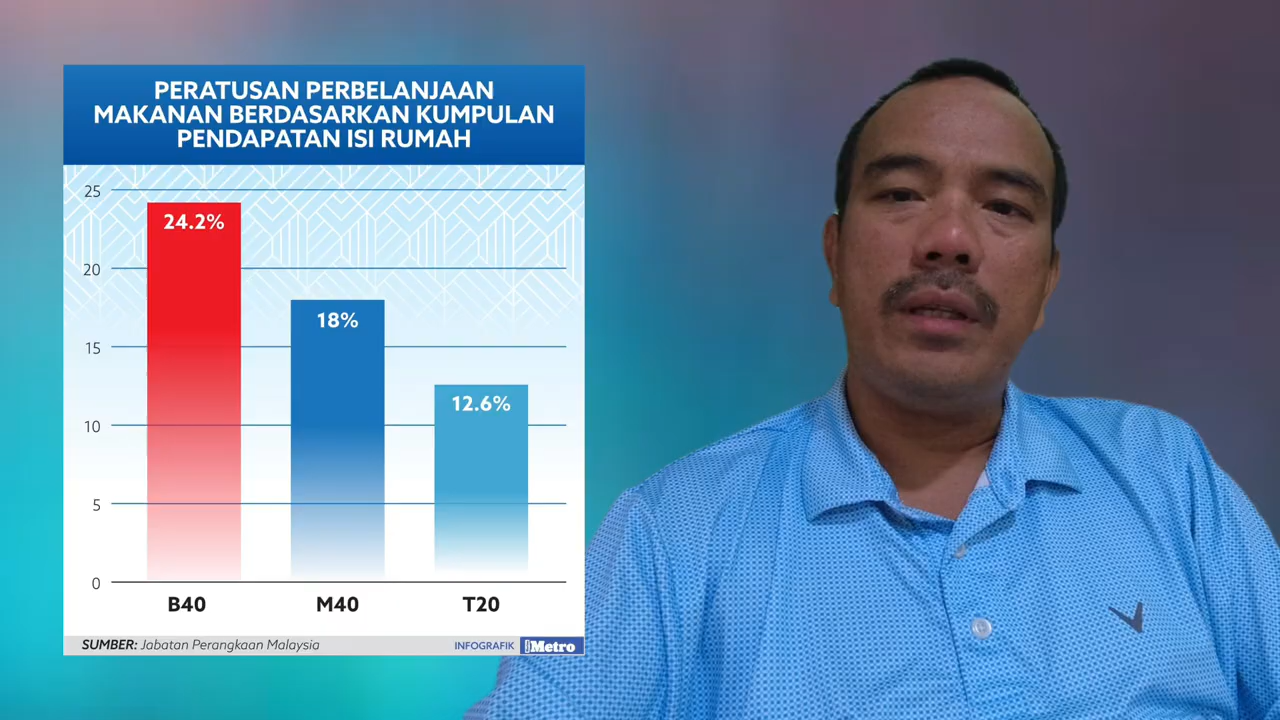 PERATUSAN PERBELANJAAN
MAKANAN BERDASARKAN KUMPULAN
PENDAPATAN ISI RUMAH
25
24.2%
20
18%
15
12.6%
10
5
0
B40 M40 T20
SUMBER: Jabatan Perangkaan Malaysia INFOGRAFIK Metro